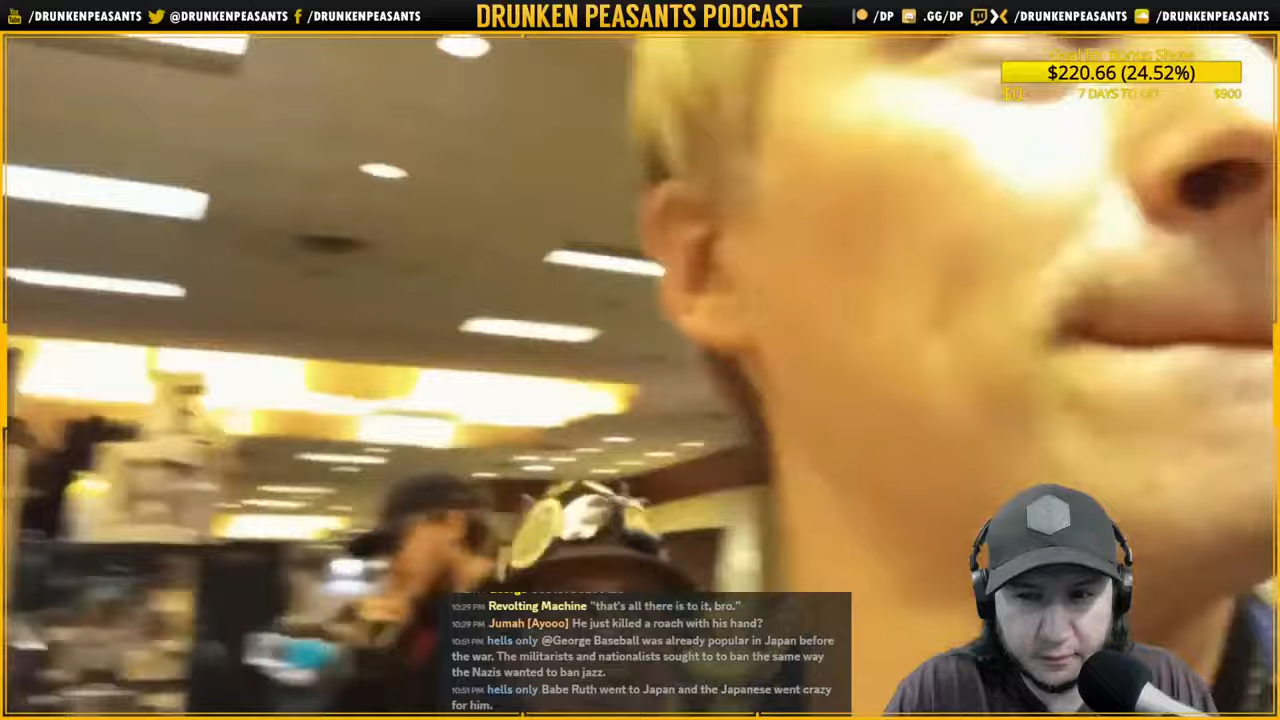 /DRUNKENPEASANTS @DRUNKENPEASANTS /DRUNKENPEASANTS DRUNKEN PEASANTS PODCAST /DP .GG/DP /DRUNKENPEASANTS /DRUNKENPEASANTS
$220.66 (24.52%)
7 DAYS TO GO $900
10:29 PM Revolting Machine "that's all there is to it, bro."
10:29 PM Jumah [Ayooo] He just killed a roach with his hand?
10:51 PM hells only @George Baseball was already popular in Japan before
the war. The militarists and nationalists sought to to ban the same way
the Nazis wanted to ban jazz.
10:51 PM hells only Babe Ruth went to Japan and the Japanese went crazy
for him.